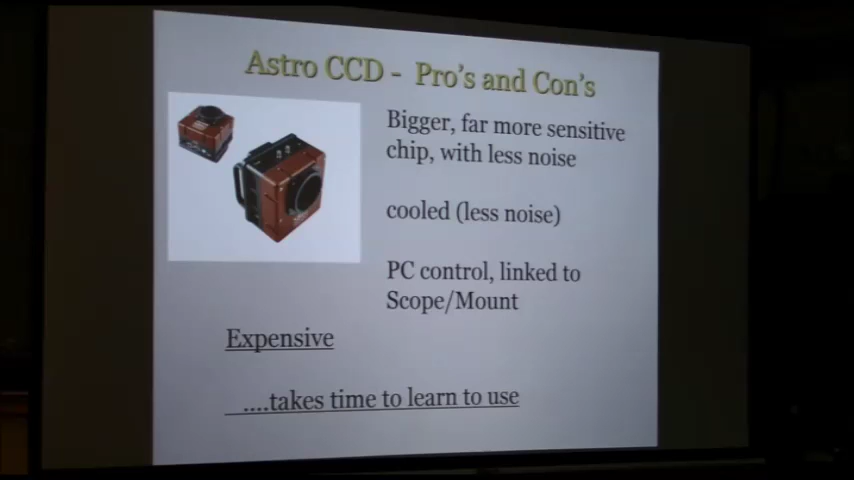 Astro CCD - Pro's and Con's
Bigger, far more sensitive
chip, with less noise
cooled (less noise)
PC control, linked to
Scope/Mount
Expensive
....takes time to learn to use